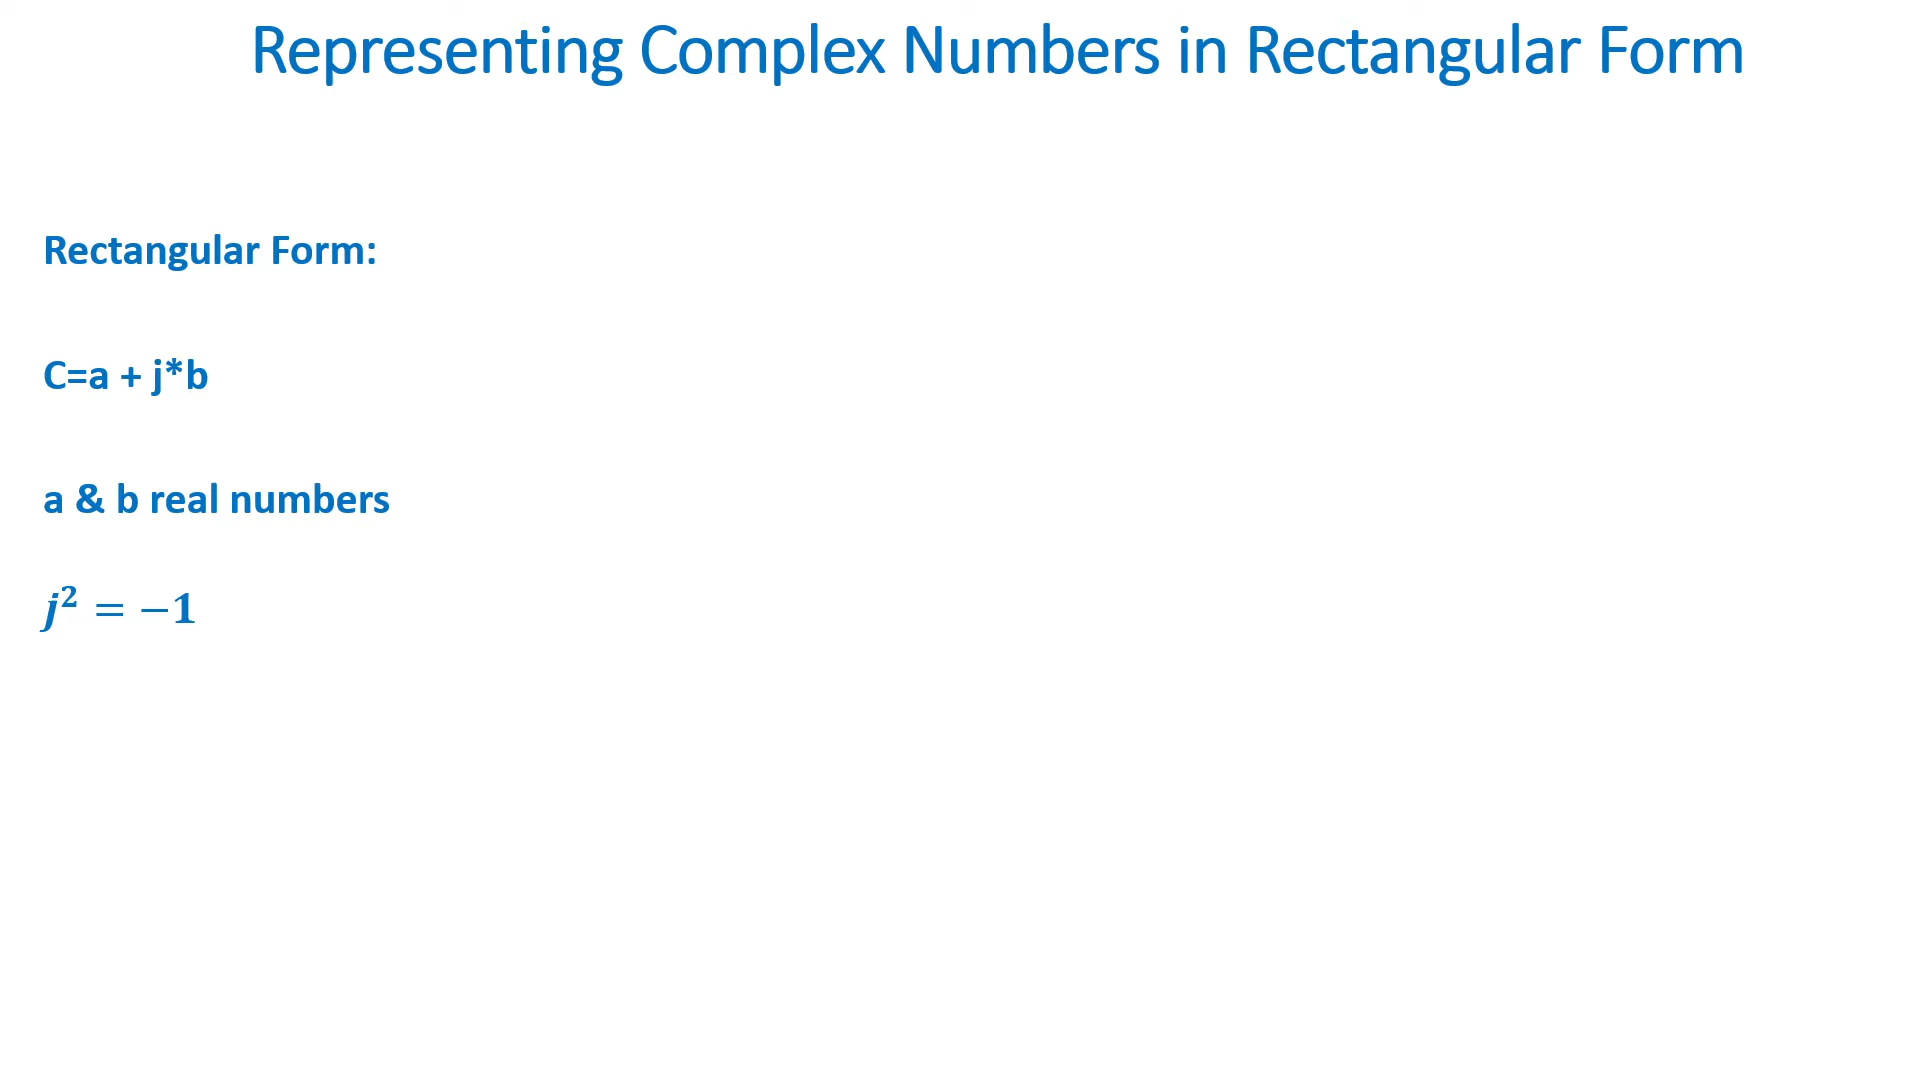 Representing Complex Numbers in Rectangular Form
Rectangular Form:
C=a + j*b
a & b real numbers
j² = −1